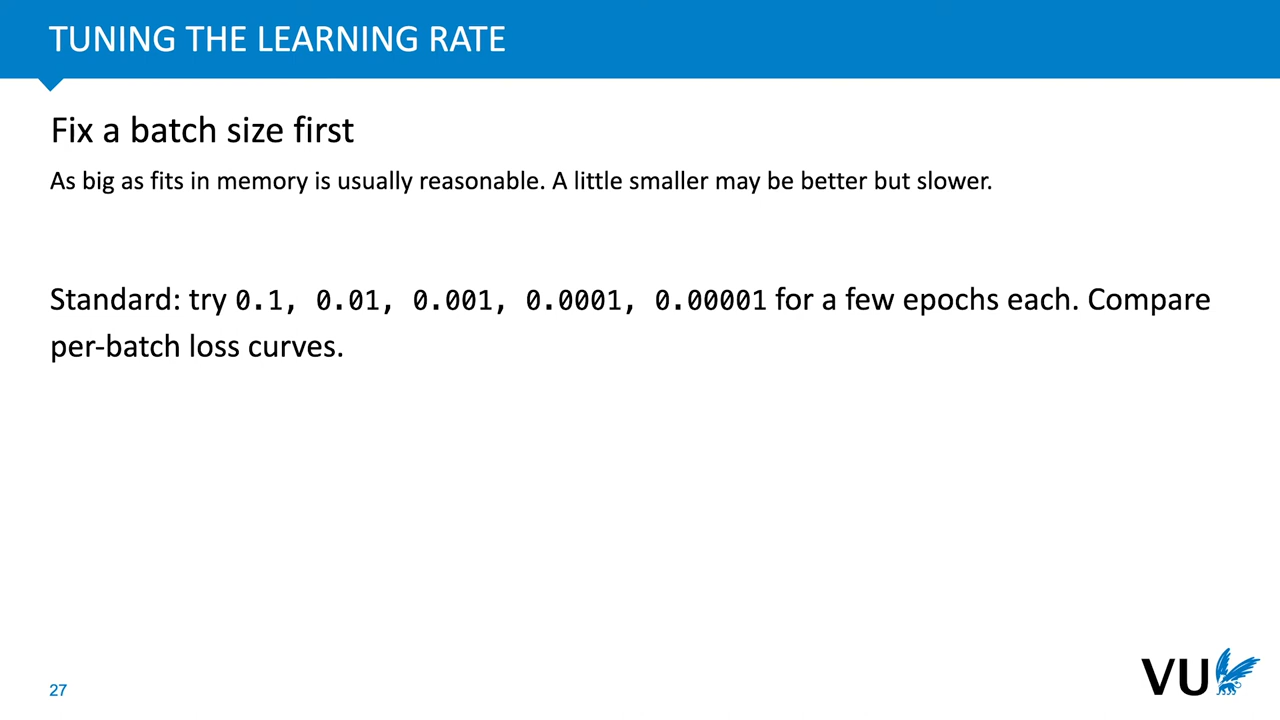 TUNING THE LEARNING RATE
Fix a batch size first
As big as fits in memory is usually reasonable. A little smaller may be better but slower.
Standard: try 0.1, 0.01, 0.001, 0.0001, 0.00001 for a few epochs each. Compare
per-batch loss curves.
27
VU